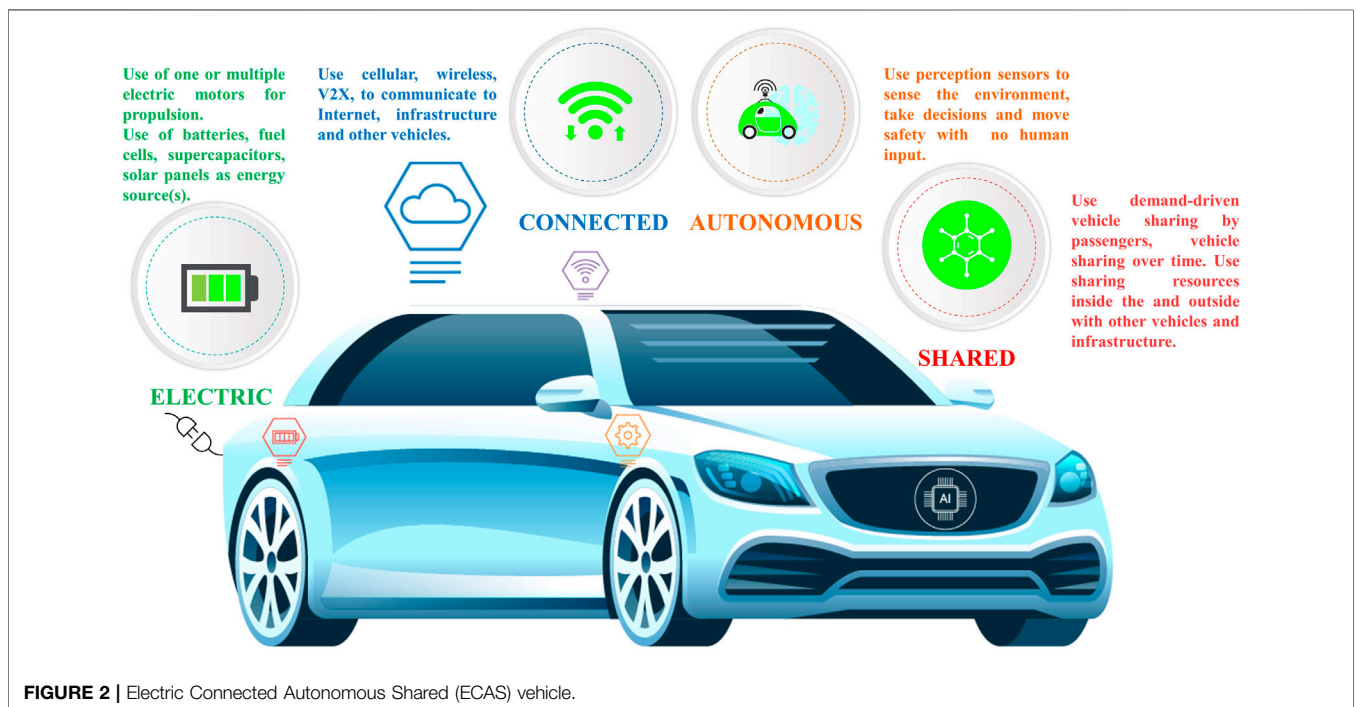 Use of one or multiple
electric motors for
propulsion.
Use of batteries, fuel
cells, supercapacitors,
solar panels as energy
source(s).
ELECTRIC
Use cellular, wireless,
V2X, to communicate to
Internet, infrastructure
and other vehicles.
CONNECTED
AUTONOMOUS
Use perception sensors to
sense the environment,
take decisions and move
safety with no human
input.
SHARED
Use demand-driven
vehicle sharing by
passengers, vehicle
sharing over time. Use
sharing resources
inside the and outside
with other vehicles and
infrastructure.
AI
FIGURE 2 | Electric Connected Autonomous Shared (ECAS) vehicle.